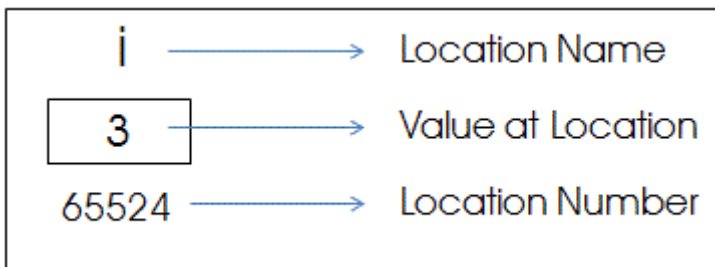 i Location Name
3 Value at Location
65524 Location Number